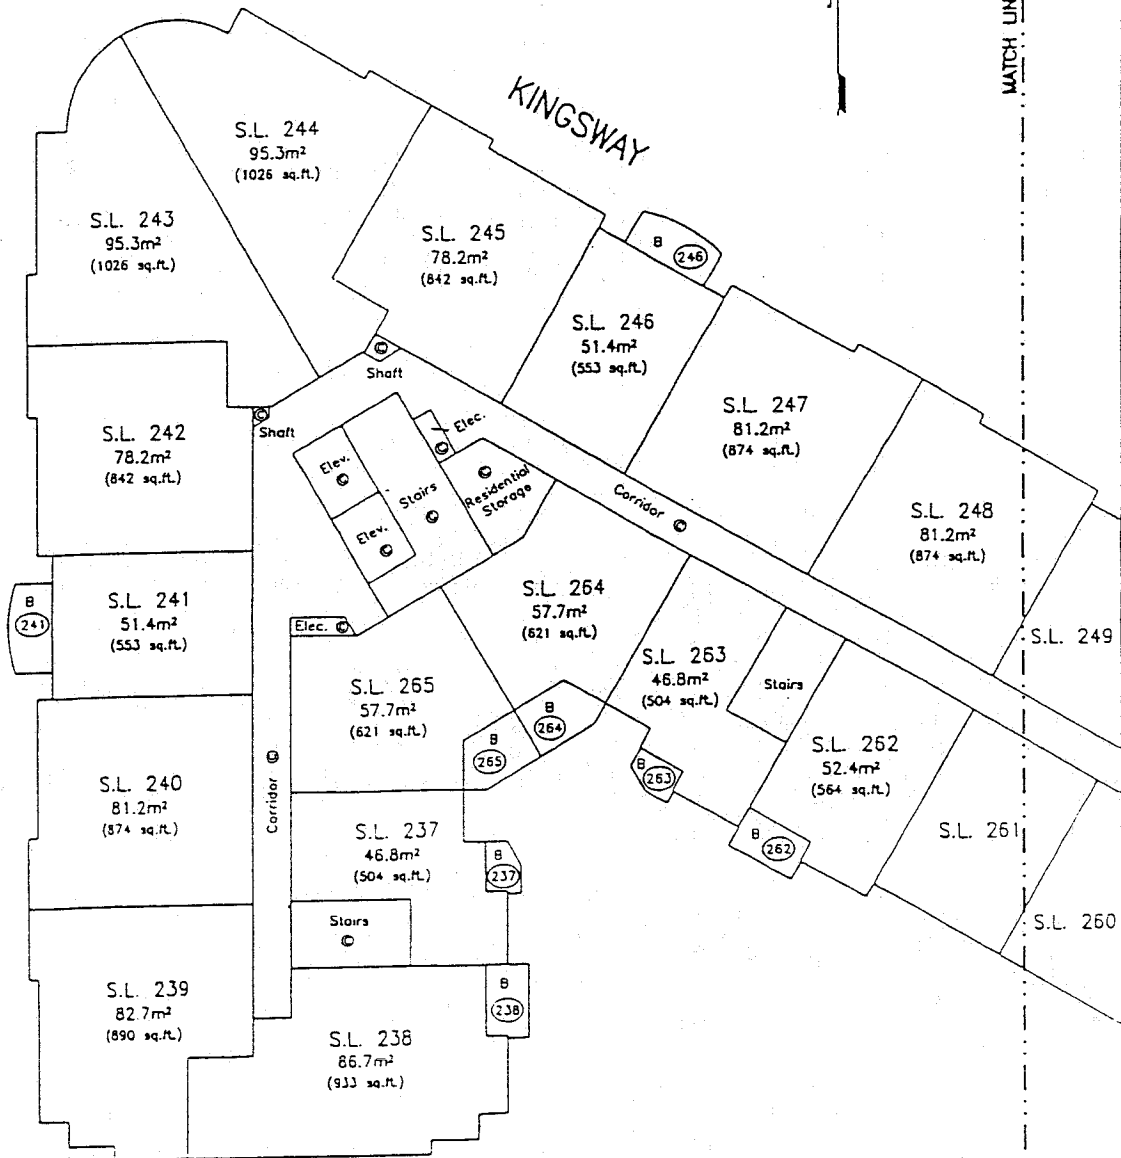 MATCH LIN
KINGSWAY
S.L. 244
95.3m²
(1026 sq.ft.)
S.L. 243
95.3m²
(1026 sq.ft.)
S.L. 245
78.2m²
(842 sq.ft.)
B
246
S.L. 246
51.4m²
(553 sq.ft.)
©
Shaft
S.L. 247
81.2m²
(874 sq.ft.)
©
Shaft
S.L. 242
78.2m²
(842 sq.ft.)
Elec.
©
Elev.
©
Stairs
©
©
Residential
Storage
Corridor ©
S.L. 248
81.2m²
(874 sq.ft.)
Elev.
©
S.L. 264
57.7m²
(621 sq.ft.)
B
241
S.L. 241
51.4m²
(553 sq.ft.)
Elec. ©
S.L. 249
S.L. 263
46.8m²
(504 sq.ft.)
Stairs
S.L. 265
57.7m²
(621 sq.ft.)
B
264
B
265
S.L. 262
52.4m²
(564 sq.ft.)
B
263
S.L. 240
81.2m²
(874 sq.ft.)
Corridor ©
S.L. 237
46.8m²
(504 sq.ft.)
B
237
B
262
S.L. 261
S.L. 260
Stairs
©
S.L. 239
82.7m²
(890 sq.ft.)
B
238
S.L. 238
86.7m²
(933 sq.ft.)